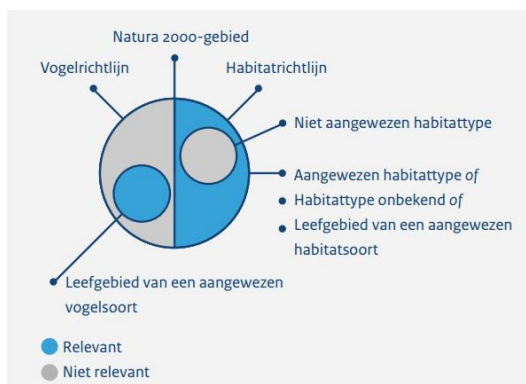 Natura 2000-gebied
Vogelrichtlijn
Habitatrichtlijn
Niet aangewezen habitattype
Aangewezen habitattype of
Habitattype onbekend of
Leefgebied van een aangewezen
habitatsoort
Leefgebied van een aangewezen
vogelsoort
Relevant
Niet relevant